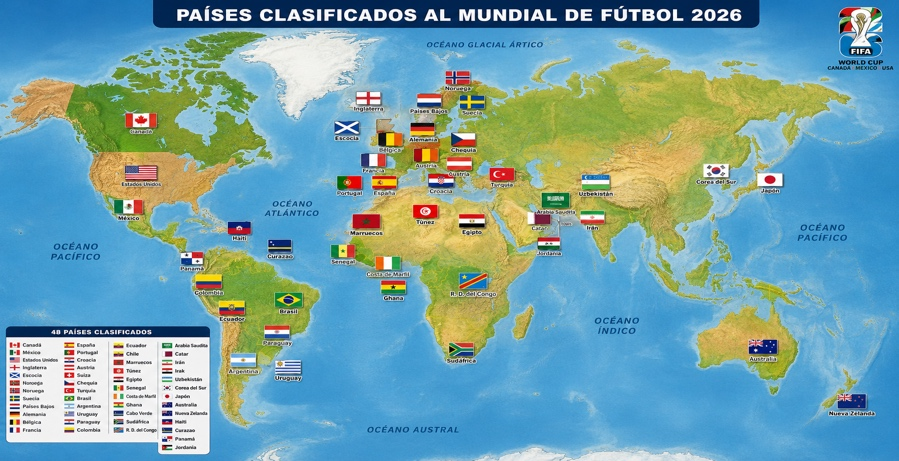 PAÍSES CLASIFICADOS AL MUNDIAL DE FÚTBOL 2026
FIFA
WORLD CUP
CANADÁ · MEXICO · USA
OCÉANO GLACIAL ÁRTICO
Noruega
Inglaterra
Países Bajos
Suecia
Canadá
Escocia
Alemania
Bélgica
Chequia
Francia
Austria
Austria
Estados Unidos
Turquía
Corea del Sur
Japón
Portugal
España
Croacia
Uzbekistán
México
OCÉANO
ATLÁNTICO
Arabia Saudita
Túnez
Marruecos
Egipto
Catar
Irán
Haití
OCÉANO
PACÍFICO
OCÉANO
PACÍFICO
Curazao
Jordania
Panamá
Senegal
Costa de Marfil
Colombia
Ghana
R. D. del Congo
Ecuador
Brasil
OCÉANO
ÍNDICO
Paraguay
Sudáfrica
Australia
Argentina
Uruguay
Nueva Zelanda
OCÉANO AUSTRAL
48 PAÍSES CLASIFICADOS
Canadá
México
Estados Unidos
Inglaterra
Escocia
Noruega
Noruega
Suecia
Países Bajos
Alemania
Bélgica
Francia
España
Portugal
Croacia
Austria
Suiza
Chequia
Turquia
Brasil
Argentina
Uruguay
Paraguay
Colombia
Ecuador
Chile
Marruecos
Túnez
Egipto
Senegal
Costa de Marfil
Ghana
Cabo Verde
Sudáfrica
R. D. del Congo
Arabia Saudita
Catar
Irán
Irak
Uzbekistán
Corea del Sur
Japón
Australia
Nueva Zelanda
Haití
Curazao
Panamá
Jordania